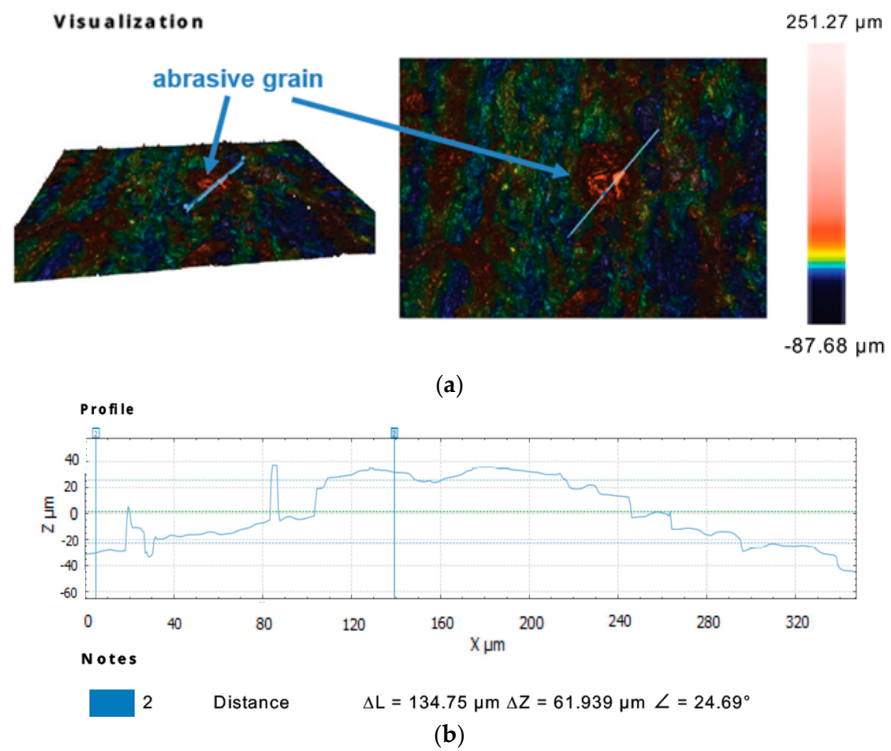 Visualization
251.27 µm
abrasive grain
-87.68 µm
(a)
Profile
2
2
40
20
0
-20
-40
-60
Z µm
0 40 80 120 160 200 240 280 320
X µm
Notes
2 Distance ΔL = 134.75 µm ΔZ = 61.939 µm ∠ = 24.69°
(b)